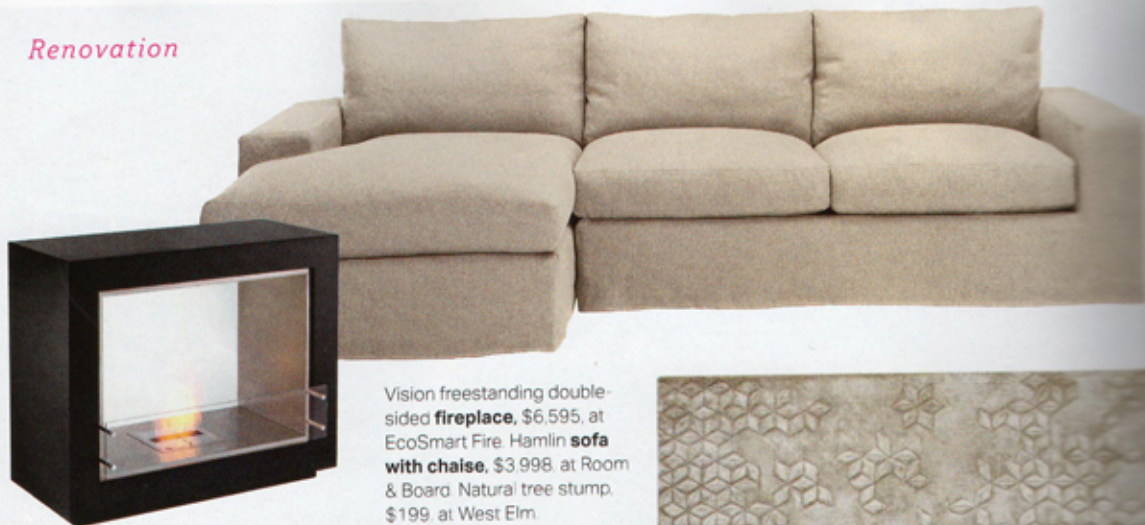 Renovation
Vision freestanding double-
sided fireplace, $6,595, at
EcoSmart Fire. Hamlin sofa
with chaise, $3,998, at Room
& Board. Natural tree stump,
$199, at West Elm.